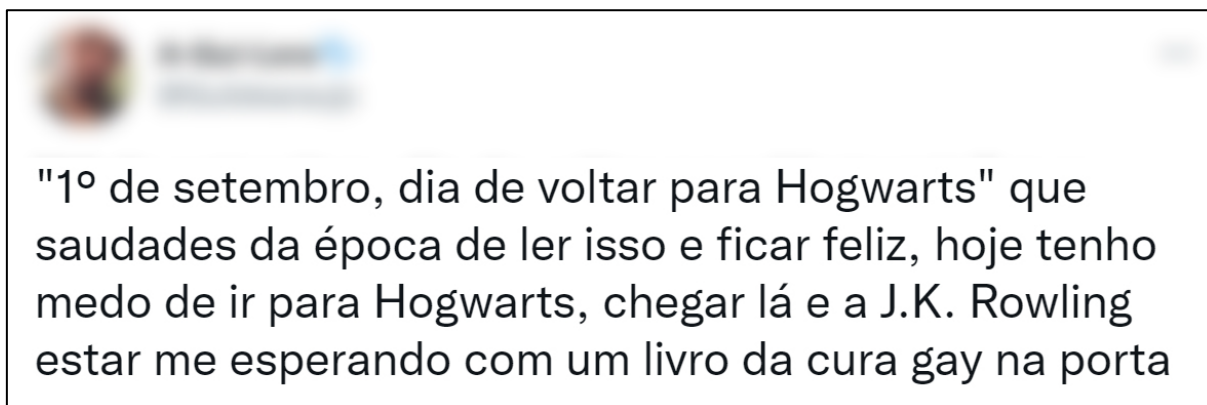 "1º de setembro, dia de voltar para Hogwarts" que
saudades da época de ler isso e ficar feliz, hoje tenho
medo de ir para Hogwarts, chegar lá e a J.K. Rowling
estar me esperando com um livro da cura gay na porta